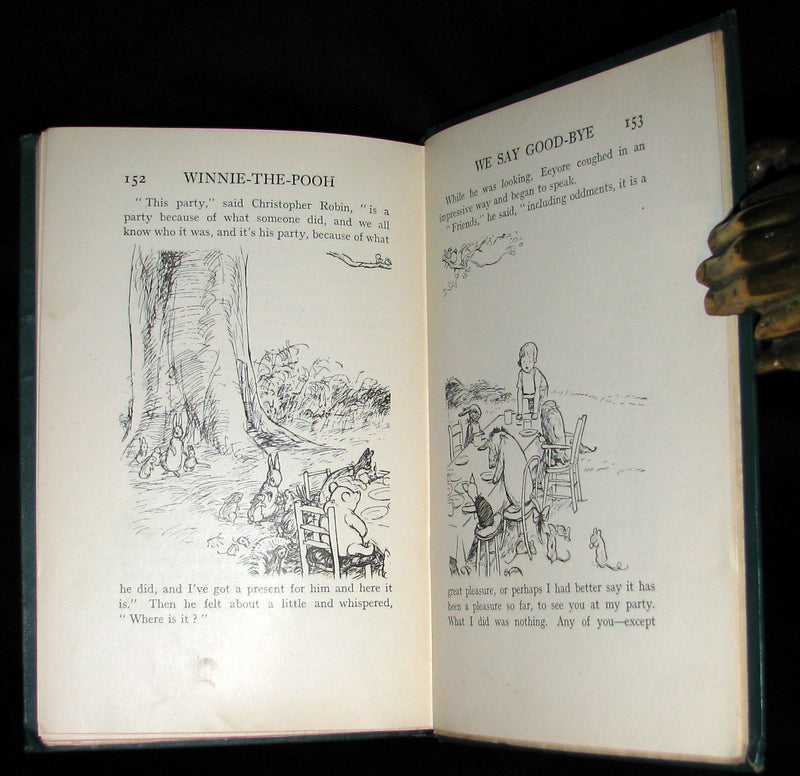 152 WINNIE-THE-POOH
" This party," said Christopher Robin, " is a
party because of what someone did, and we all
know who it was, and it's his party, because of what
he did, and I've got a present for him and here it
is." Then he felt about a little and whispered,
" Where is it ? "
WE SAY GOOD-BYE 153
While he was looking, Eeyore coughed in an
impressive way and began to speak.
" Friends," he said, " including oddments, it is a
great pleasure, or perhaps I had better say it has
been a pleasure so far, to see you at my party.
What I did was nothing. Any of you—except